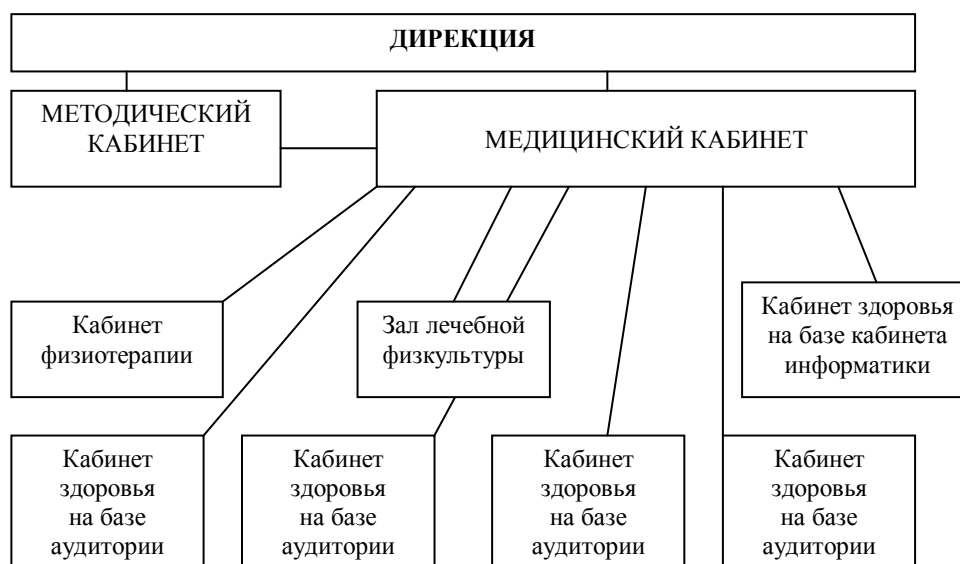 ДИРЕКЦИЯ
МЕТОДИЧЕСКИЙ
КАБИНЕТ
МЕДИЦИНСКИЙ КАБИНЕТ
Кабинет
физиотерапии
Зал лечебной
физкультуры
Кабинет здоровья
на базе кабинета
информатики
Кабинет
здоровья
на базе
аудитории
Кабинет
здоровья
на базе
аудитории
Кабинет
здоровья
на базе
аудитории
Кабинет
здоровья
на базе
аудитории